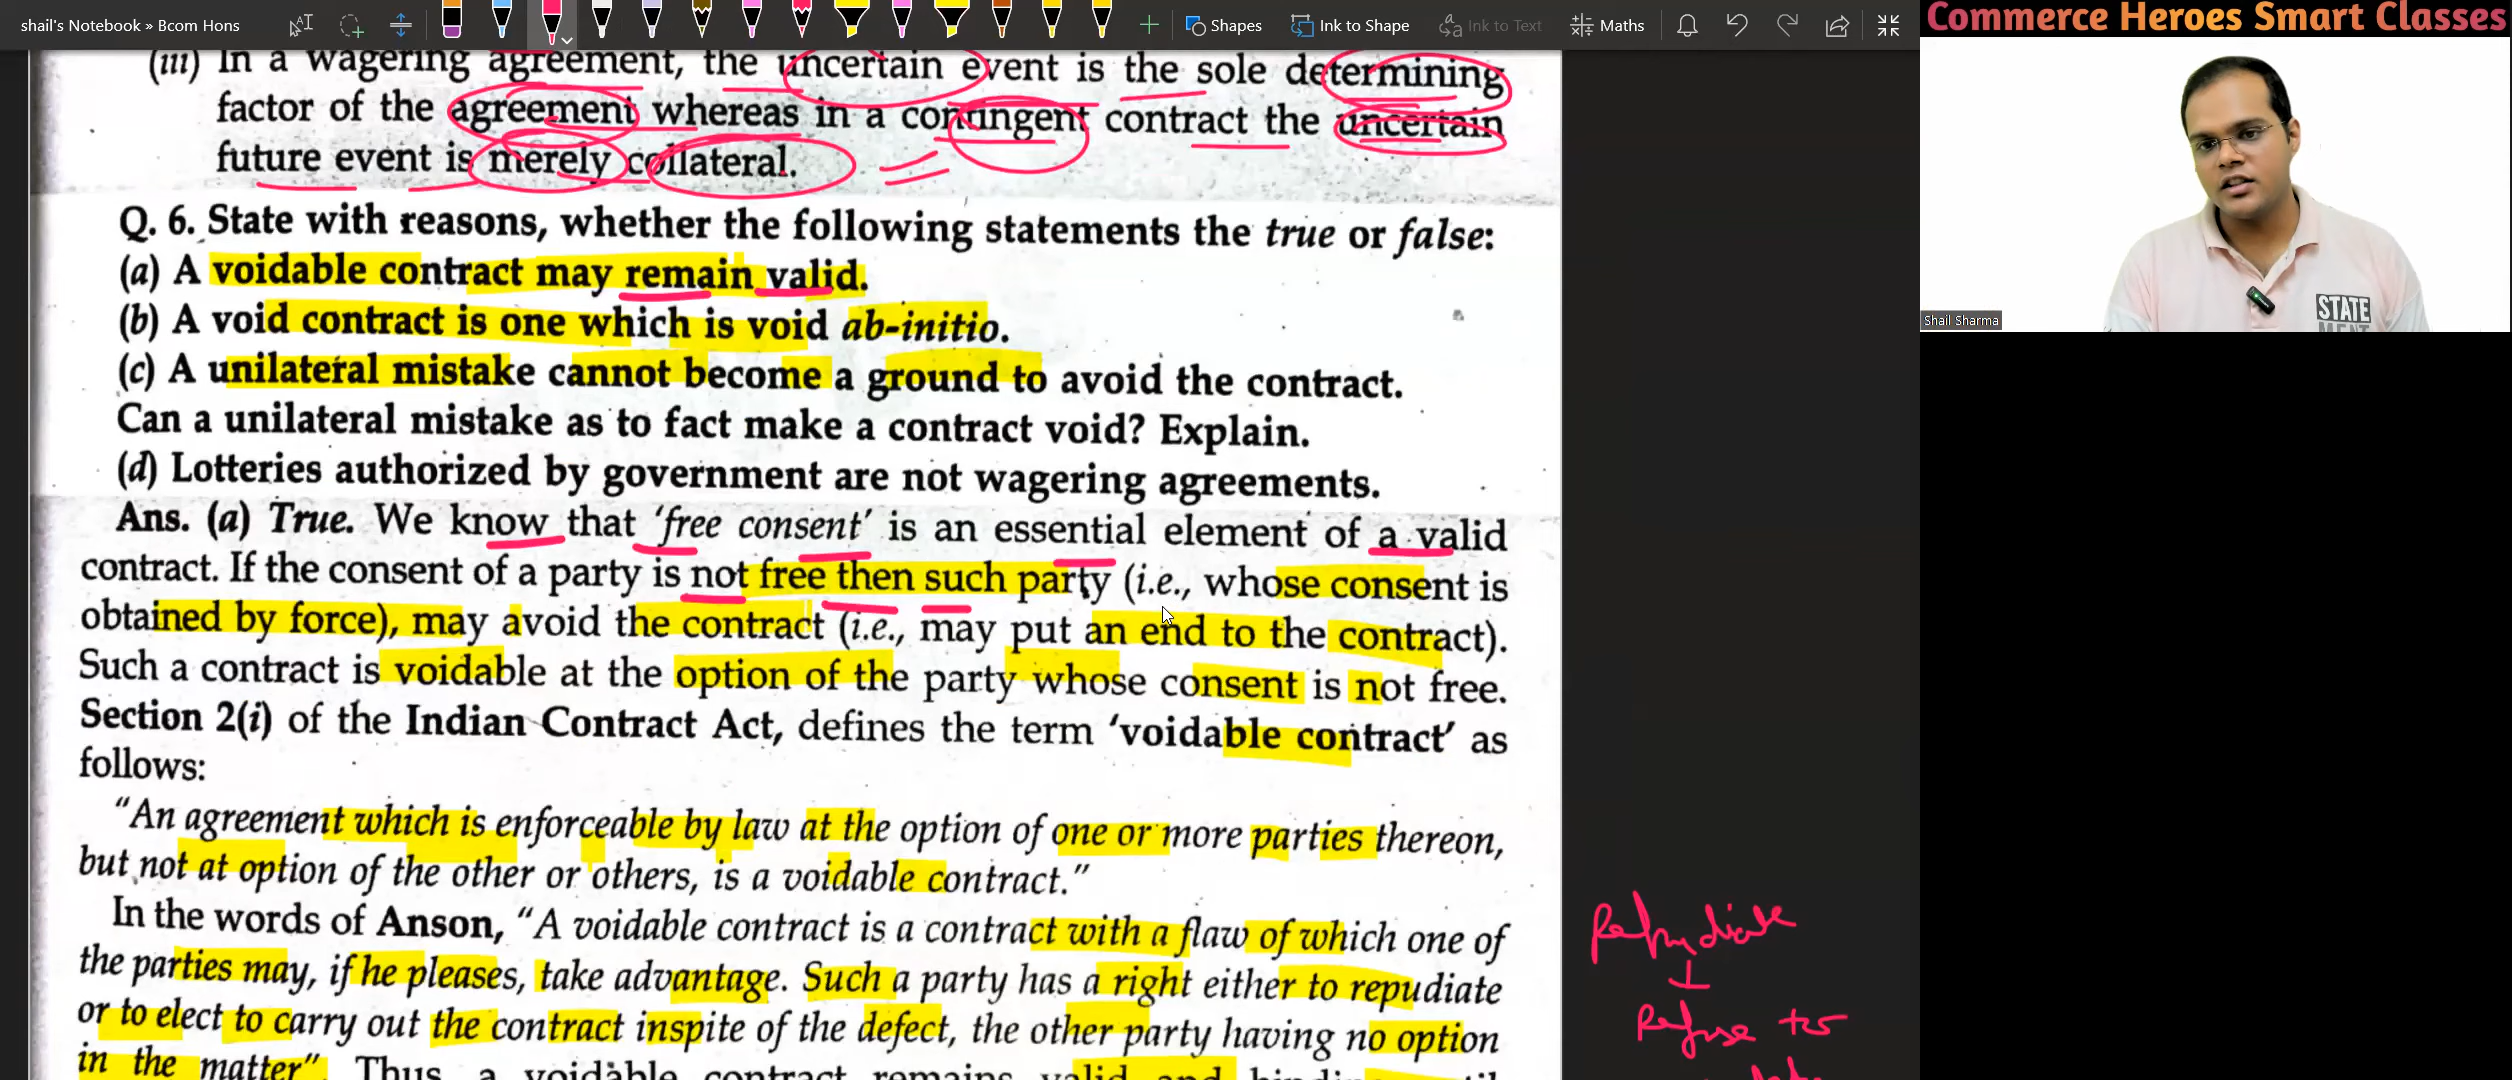 shail's Notebook » Bcom Hons
Shapes
Ink to Shape
Ink to Text
Maths
Commerce Heroes Smart Classes
STATE
MENT
Shail Sharma
(iii) In a wagering agreement, the uncertain event is the sole determining
factor of the agreement whereas in a contingent contract the uncertain
future event is merely collateral.
Q. 6. State with reasons, whether the following statements the true or false:
(a) A voidable contract may remain valid.
(b) A void contract is one which is void ab-initio.
(c) A unilateral mistake cannot become a ground to avoid the contract.
Can a unilateral mistake as to fact make a contract void? Explain.
(d) Lotteries authorized by government are not wagering agreements.
Ans. (a) True. We know that 'free consent' is an essential element of a valid
contract. If the consent of a party is not free then such party (i.e., whose consent is
obtained by force), may avoid the contract (i.e., may put an end to the contract).
Such a contract is voidable at the option of the party whose consent is not free.
Section 2(i) of the Indian Contract Act, defines the term 'voidable contract' as
follows:
"An agreement which is enforceable by law at the option of one or more parties thereon,
but not at option of the other or others, is a voidable contract."
In the words of Anson, "A voidable contract is a contract with a flaw of which one of
the parties may, if he pleases, take advantage. Such a party has a right either to repudiate
or to elect to carry out the contract inspite of the defect, the other party having no option
in the matter". Thus, a voidable contract remains valid and binding until
Repudiate
Refuse to